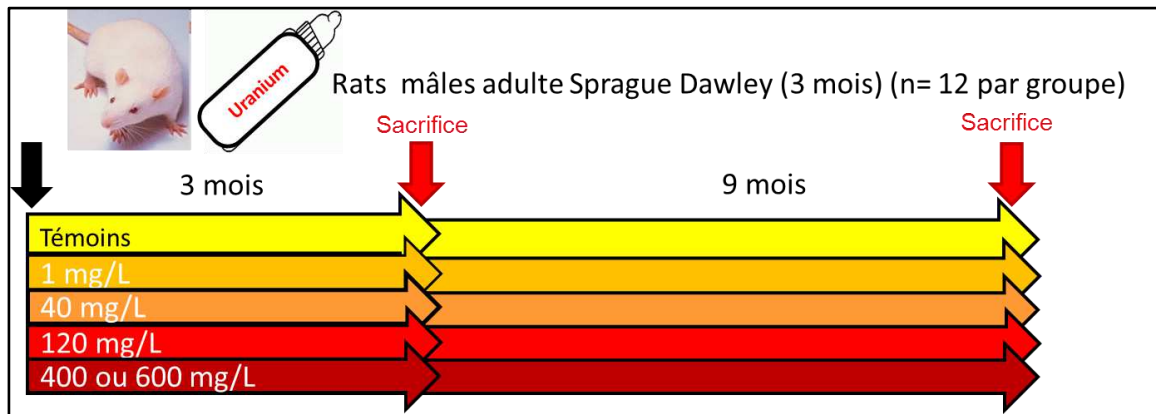 Uranium
Rats mâles adulte Sprague Dawley (3 mois) (n= 12 par groupe)
Sacrifice
Sacrifice
3 mois
9 mois
Témoins
1 mg/L
40 mg/L
120 mg/L
400 ou 600 mg/L